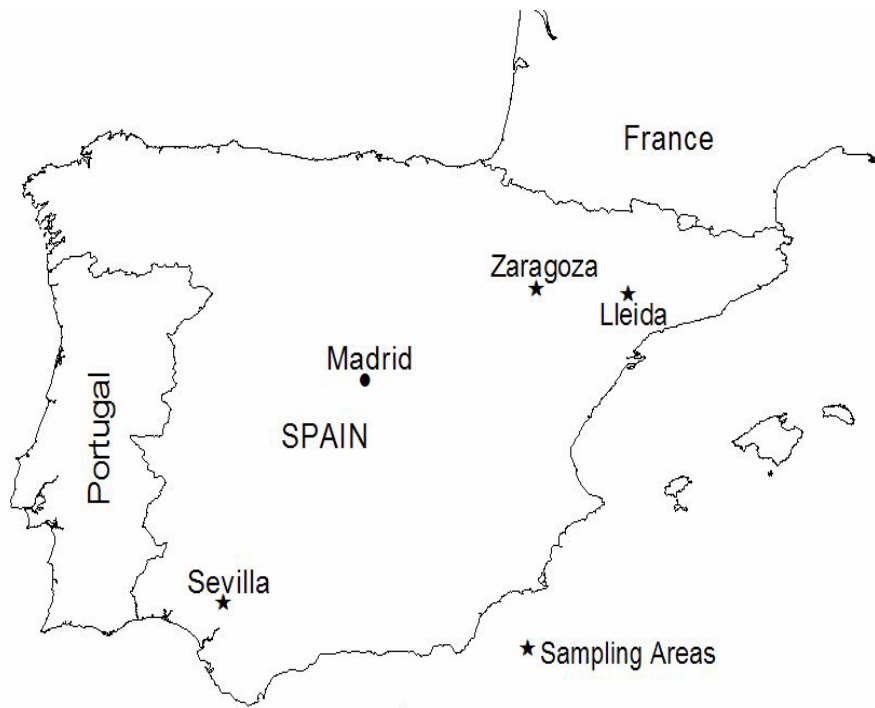 France
Zaragoza
Lleida
Madrid
SPAIN
Portugal
Sevilla
Sampling Areas